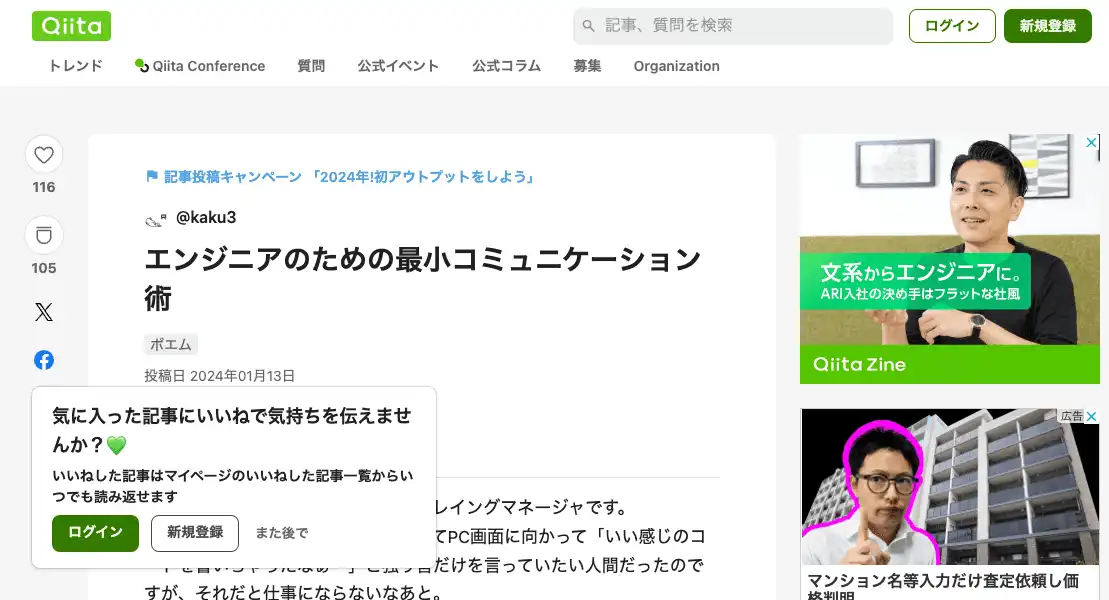 Qiita
記事、質問を検索
ログイン
新規登録
トレンド
Qiita Conference
質問
公式イベント
公式コラム
募集
Organization
116
105
記事投稿キャンペーン 「2024年!初アウトプットをしよう」
@kaku3
エンジニアのための最小コミュニケーション
術
ポエム
投稿日 2024年01月13日
気に入った記事にいいねで気持ちを伝えませ
んか？💚
いいねした記事はマイページのいいねした記事一覧からい
つでも読み返せます
ログイン
新規登録
また後で
レイングマネージャです。
てPC画面に向かって「いい感じのコ
だけを言っていたい人間だったので
すが、それだと仕事にならないなあと。
文系からエンジニアに。
ARI入社の決め手はフラットな社風
Qiita Zine
広告
マンション名等入力だけ査定依頼し価
格判明